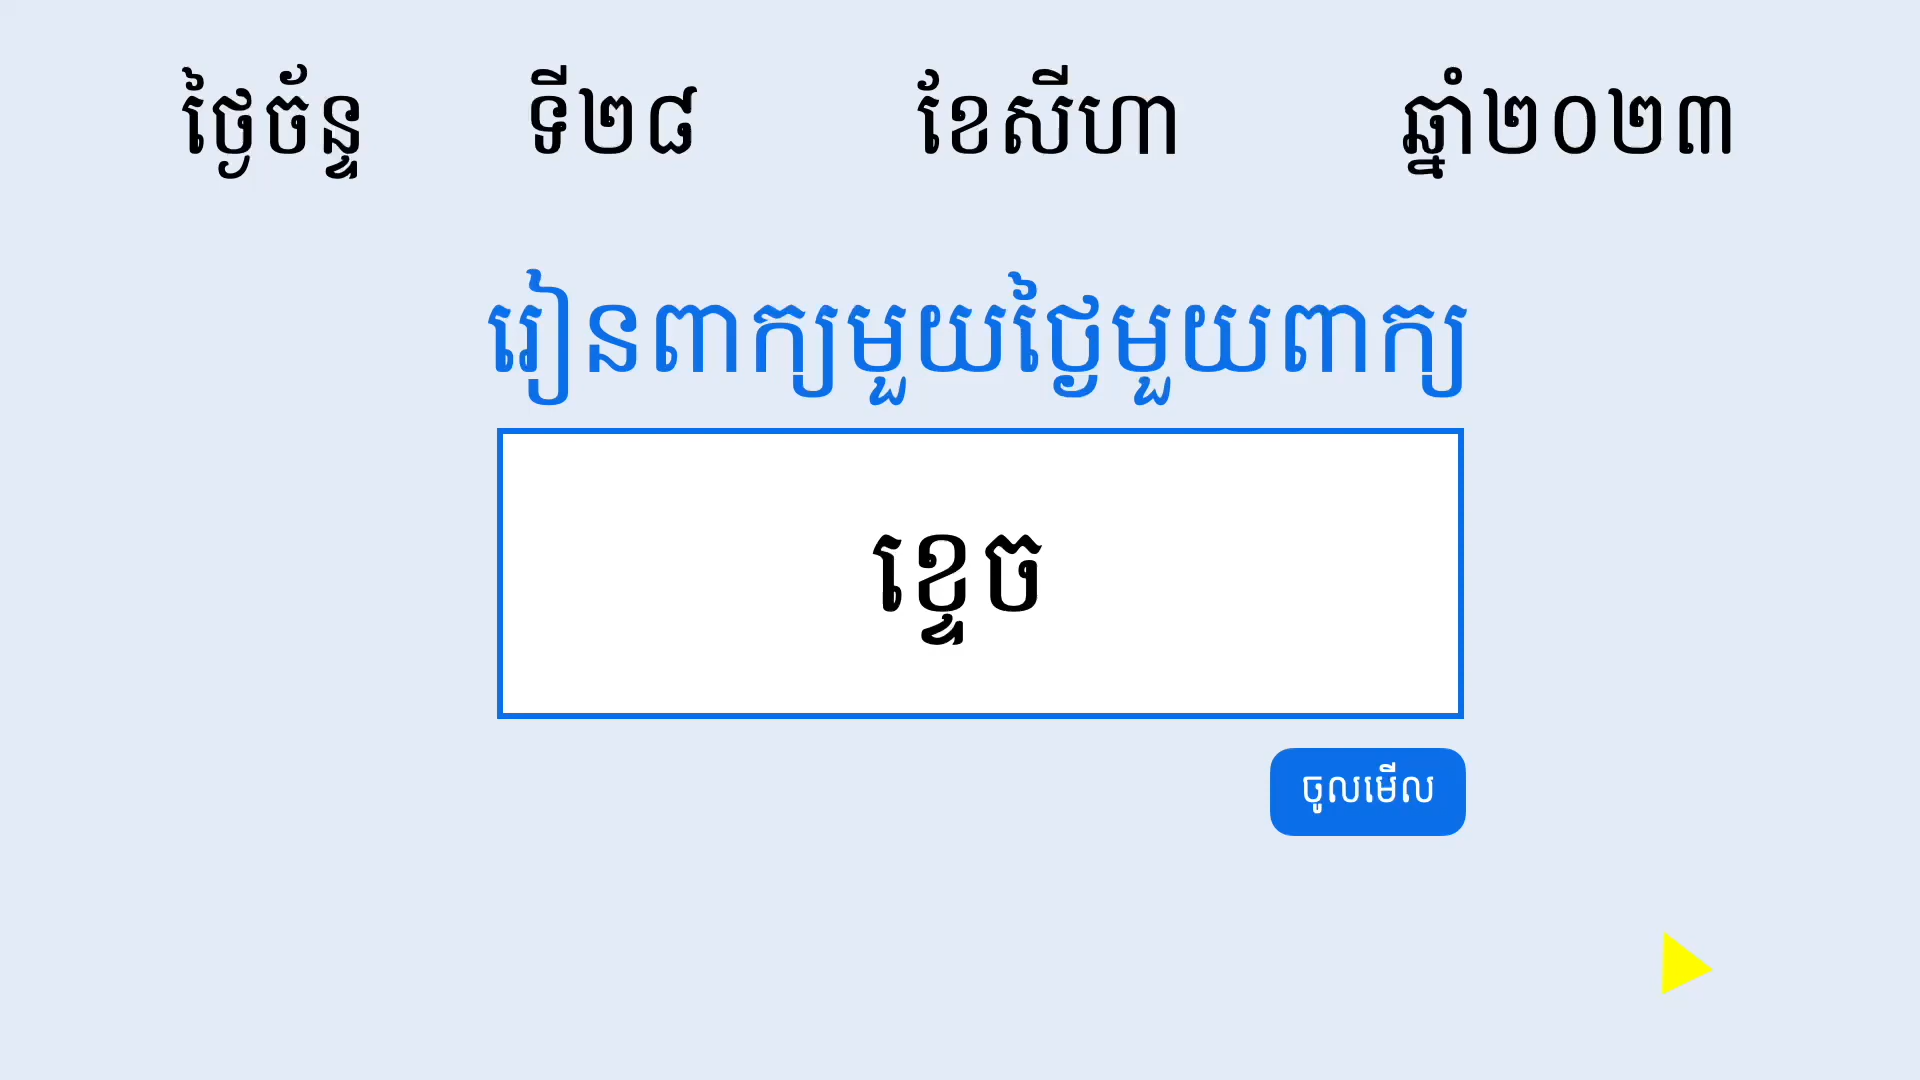 ថ្ងៃច័ន្ទ ទី២៨ ខែសីហា ឆ្នាំ២០២៣
រៀនពាក្យមួយថ្ងៃមួយពាក្យ
ខ្ទេច
ចូលមើល